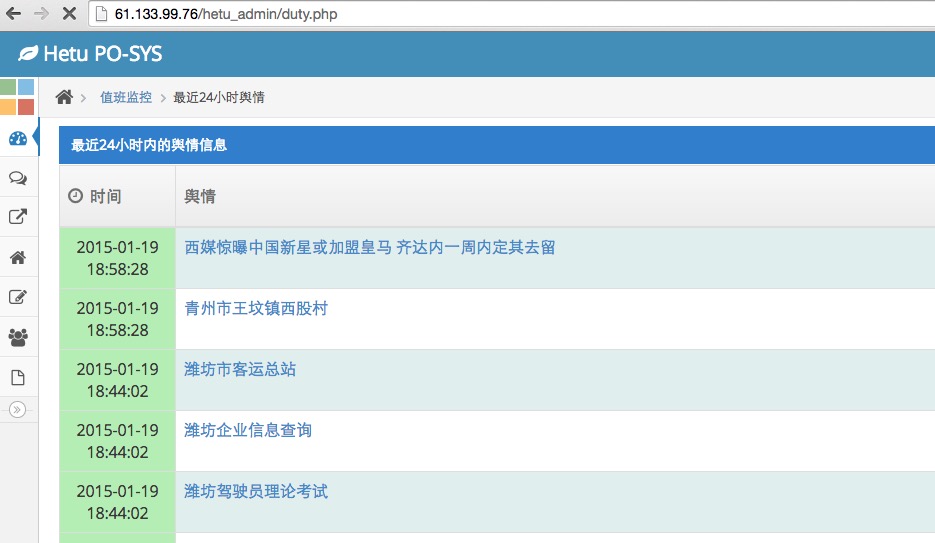 61.133.99.76/hetu_admin/duty.php
Hetu PO-SYS
值班监控 最近24小时舆情
最近24小时内的舆情信息
时间 舆情
2015-01-19 18:58:28 西媒惊曝中国新星或加盟皇马 齐达内一周内定其去留
2015-01-19 18:58:28 青州市王坟镇西股村
2015-01-19 18:44:02 潍坊市客运总站
2015-01-19 18:44:02 潍坊企业信息查询
2015-01-19 18:44:02 潍坊驾驶员理论考试